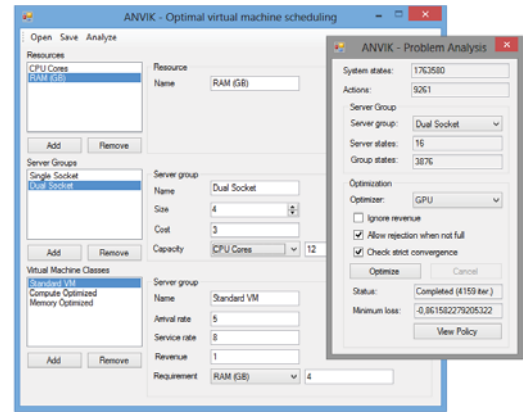 ANVIK - Optimal virtual machine scheduling
Open Save Analyze
Resources
CPU Cores
RAM (GB)
Add Remove
Resource
Name RAM (GB)
Server Groups
Single Socket
Dual Socket
Add Remove
Server group
Name Dual Socket
Size 4
Cost 3
Capacity CPU Cores 12
Virtual Machine Classes
Standard VM
Compute Optimized
Memory Optimized
Add Remove
Server group
Name Standard VM
Arrival rate 5
Service rate 8
Revenue 1
Requirement RAM (GB) 4
ANVIK - Problem Analysis
System states: 1763580
Actions: 9261
Server Group
Server group: Dual Socket
Server states: 16
Group states: 3876
Optimization
Optimizer: GPU
Ignore revenue
Allow rejection when not full
Check strict convergence
Optimize Cancel
Status: Completed (4159 iter.)
Minimum loss: -0,861582279205322
View Policy